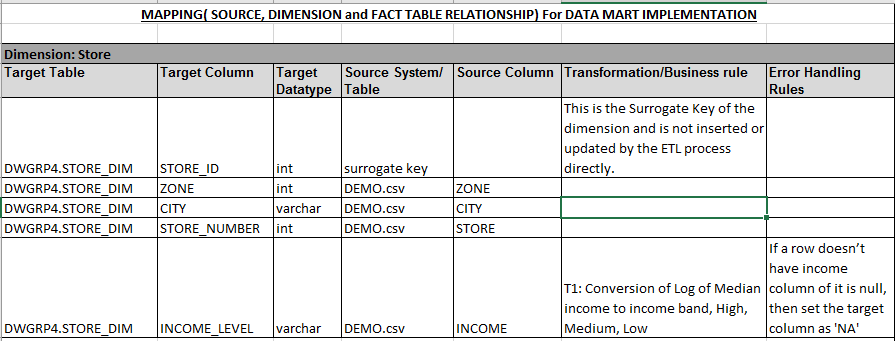 MAPPING( SOURCE, DIMENSION and FACT TABLE RELATIONSHIP) For DATA MART IMPLEMENTATION
Dimension: Store
Target Table Target Column Target Datatype Source System/ Table Source Column Transformation/Business rule Error Handling Rules
This is the Surrogate Key of the
dimension and is not inserted or
updated by the ETL process
DWGRP4.STORE_DIM STORE_ID int surrogate key directly.
DWGRP4.STORE_DIM ZONE int DEMO.csv ZONE
DWGRP4.STORE_DIM CITY varchar DEMO.csv CITY
DWGRP4.STORE_DIM STORE_NUMBER int DEMO.csv STORE
If a row doesn’t
have income
T1: Conversion of Log of Median column of it is null,
income to income band, High, then set the target
DWGRP4.STORE_DIM INCOME_LEVEL varchar DEMO.csv INCOME Medium, Low column as 'NA'